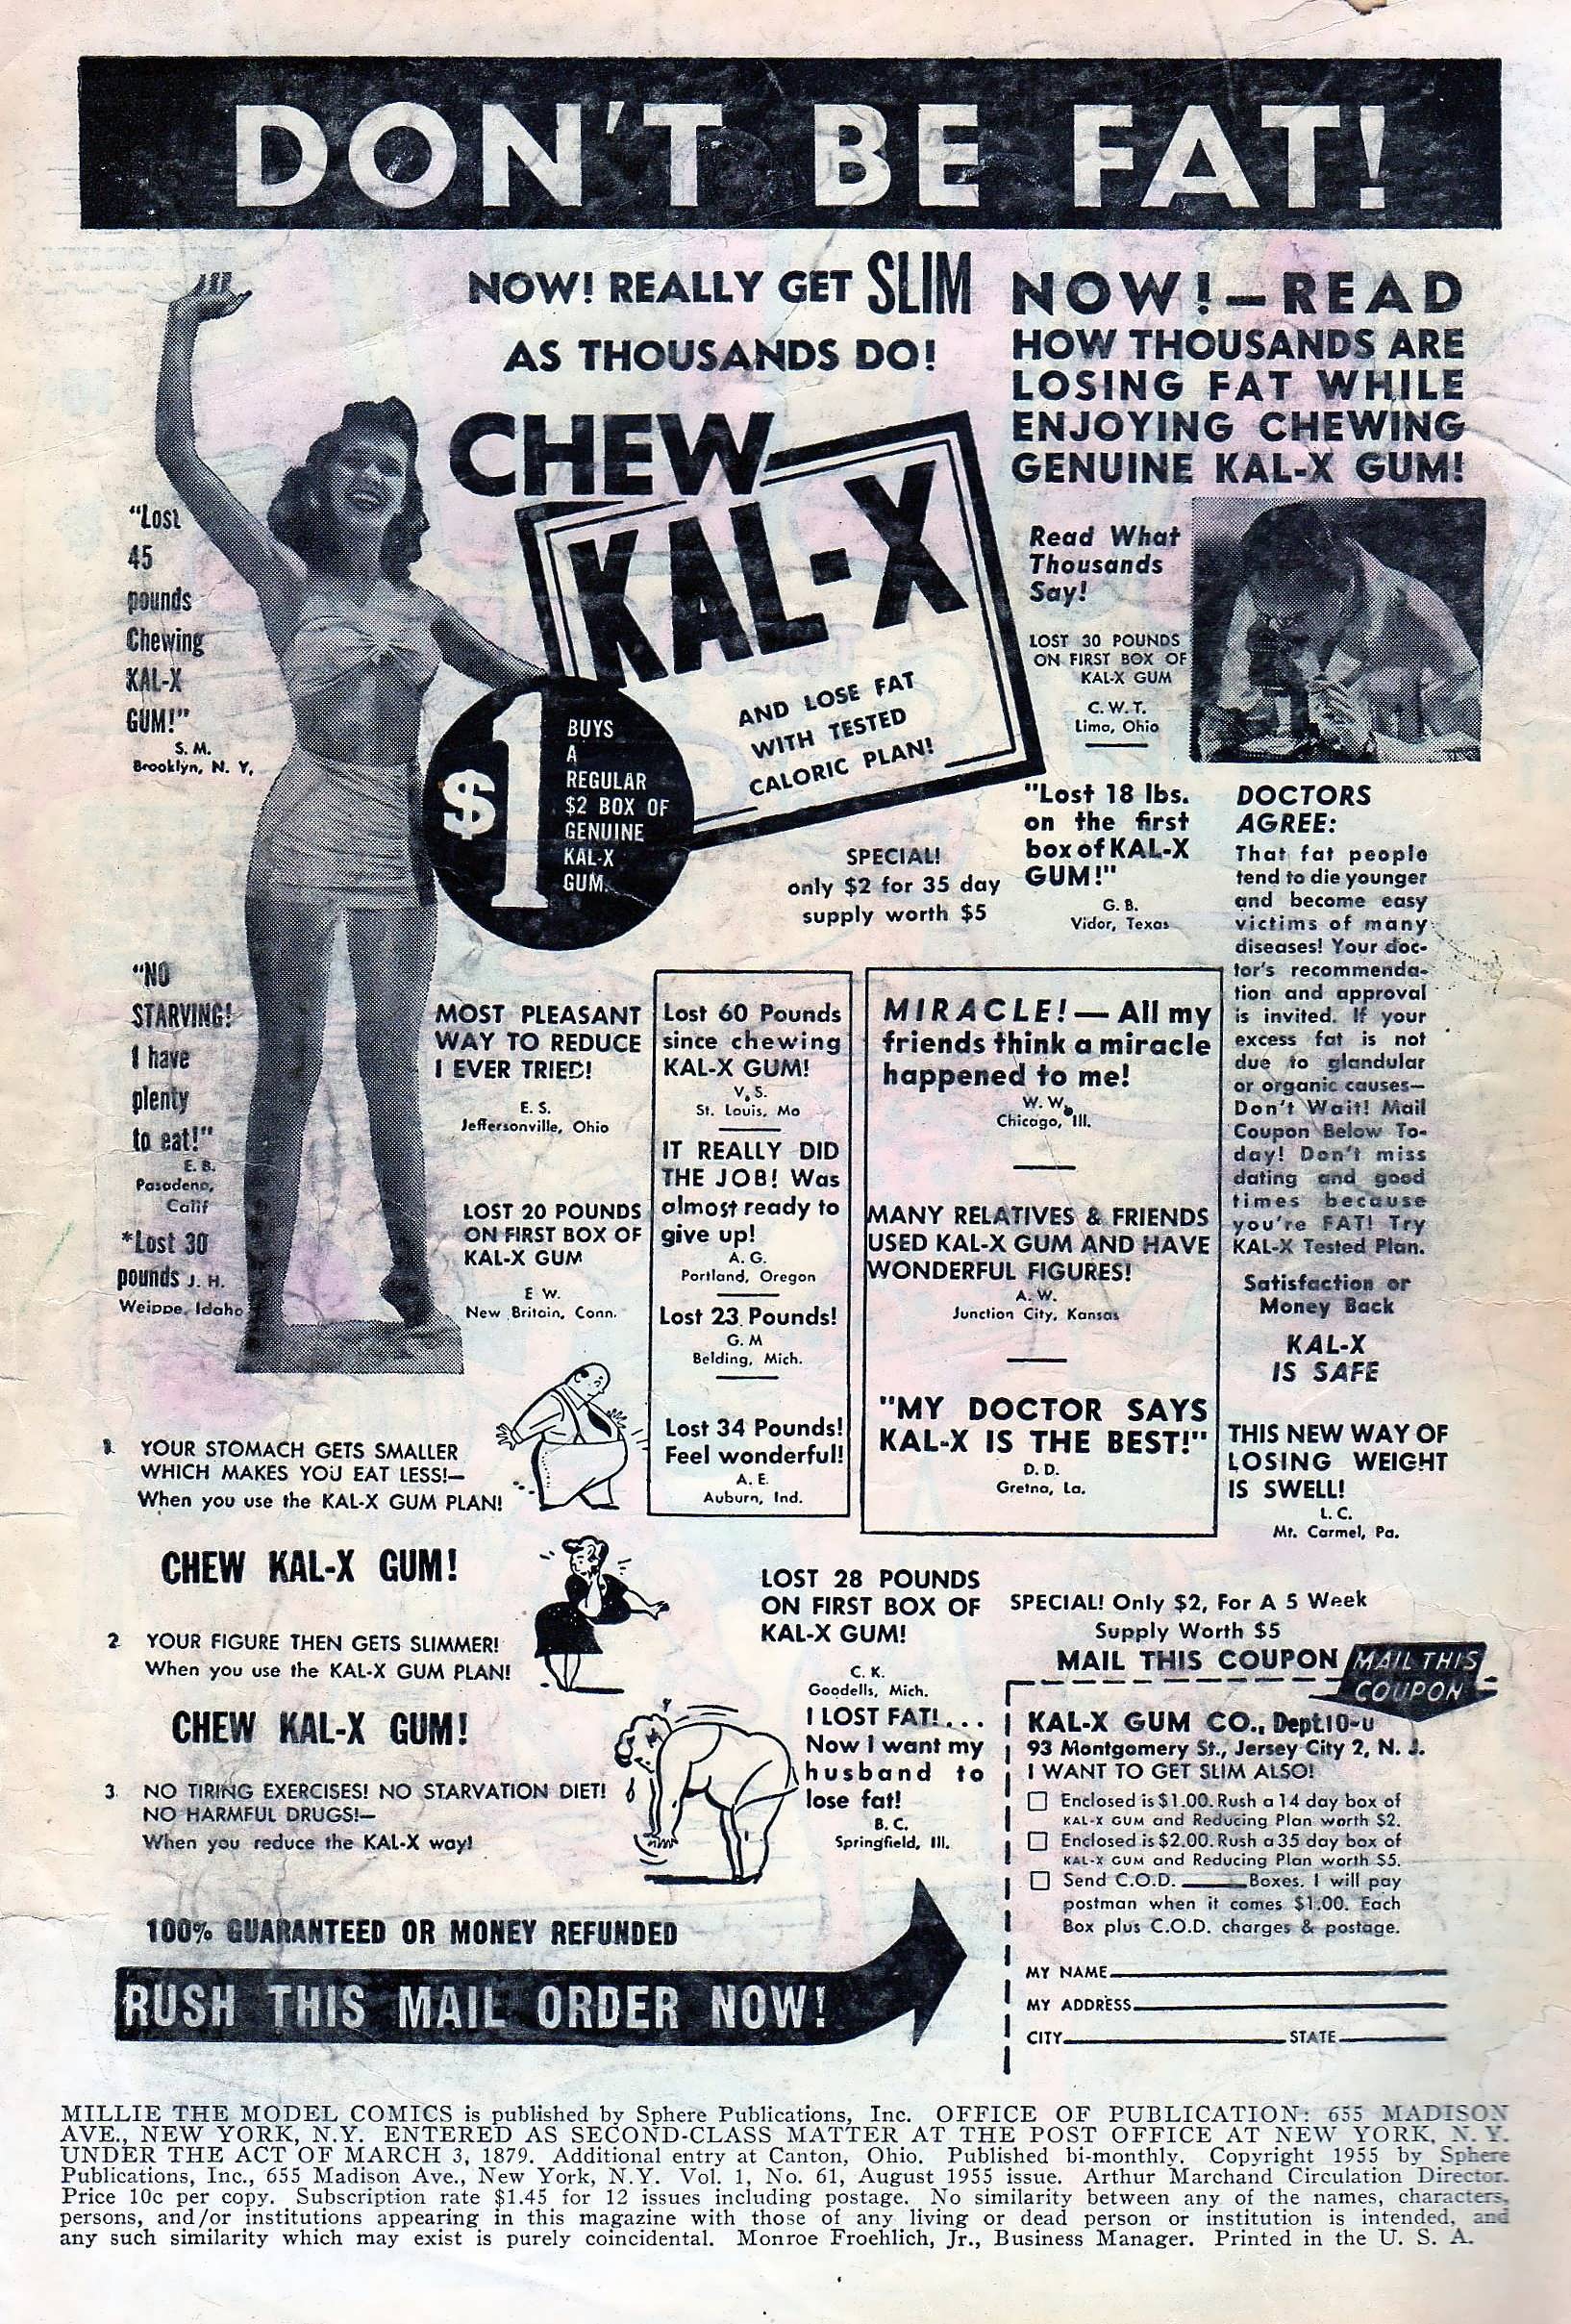 DON'T BE FAT!
NOW! REALLY GET SLIM
AS THOUSANDS DO!
CHEW
KAL-X
AND LOSE FAT
WITH TESTED
CALORIC PLAN!
$1
BUYS
A
REGULAR
$2 BOX OF
GENUINE
KAL-X
GUM.
SPECIAL!
only $2 for 35 day
supply worth $5
"Lost
45
pounds
Chewing
KAL-X
GUM!"
S. M.
Brooklyn, N. Y.
"NO
STARVING!
I have
plenty
to eat!"
E. B.
Pasadena,
Calif
*Lost 30
pounds J. H.
Weippe, Idaho
NOW!—READ
HOW THOUSANDS ARE
LOSING FAT WHILE
ENJOYING CHEWING
GENUINE KAL-X GUM!
Read What
Thousands
Say!
LOST 30 POUNDS
ON FIRST BOX OF
KAL-X GUM
C. W. T.
Lima, Ohio
"Lost 18 lbs.
on the first
box of KAL-X
GUM!"
G. B.
Vidor, Texas
DOCTORS
AGREE:
That fat people
tend to die younger
and become easy
victims of many
diseases! Your doc-
tor's recommenda-
tion and approval
is invited. If your
excess fat is not
due to glandular
or organic causes—
Don't Wait! Mail
Coupon Below To-
day! Don't miss
dating and good
times because
you're FAT! Try
KAL-X Tested Plan.
Satisfaction or
Money Back
KAL-X
IS SAFE
THIS NEW WAY OF
LOSING WEIGHT
IS SWELL!
L. C.
Mt. Carmel, Pa.
MOST PLEASANT
WAY TO REDUCE
I EVER TRIED!
E. S.
Jeffersonville, Ohio
LOST 20 POUNDS
ON FIRST BOX OF
KAL-X GUM
E W.
New Britain, Conn.
Lost 60 Pounds
since chewing
KAL-X GUM!
V. S.
St. Louis, Mo
IT REALLY DID
THE JOB! Was
almost ready to
give up!
A. G.
Portland, Oregon
Lost 23 Pounds!
G. M
Belding, Mich.
Lost 34 Pounds!
Feel wonderful!
A. E.
Auburn, Ind.
MIRACLE!— All my
friends think a miracle
happened to me!
W. W.
Chicago, Ill.
MANY RELATIVES & FRIENDS
USED KAL-X GUM AND HAVE
WONDERFUL FIGURES!
A. W.
Junction City, Kansas
"MY DOCTOR SAYS
KAL-X IS THE BEST!"
D. D.
Gretna, La.
1. YOUR STOMACH GETS SMALLER
WHICH MAKES YOU EAT LESS!—
When you use the KAL-X GUM PLAN!
CHEW KAL-X GUM!
2 YOUR FIGURE THEN GETS SLIMMER!
When you use the KAL-X GUM PLAN!
CHEW KAL-X GUM!
3. NO TIRING EXERCISES! NO STARVATION DIET!
NO HARMFUL DRUGS!—
When you reduce the KAL-X way!
LOST 28 POUNDS
ON FIRST BOX OF
KAL-X GUM!
C. K.
Goodells, Mich.
I LOST FAT!...
Now I want my
husband to
lose fat!
B. C.
Springfield, Ill.
100% GUARANTEED OR MONEY REFUNDED
RUSH THIS MAIL ORDER NOW!
SPECIAL! Only $2, For A 5 Week
Supply Worth $5
MAIL THIS COUPON
MAIL THIS
COUPON
KAL-X GUM CO., Dept.10-u
93 Montgomery St., Jersey City 2, N. J.
I WANT TO GET SLIM ALSO!
Enclosed is $1.00. Rush a 14 day box of
KAL-X GUM and Reducing Plan worth $2.
Enclosed is $2.00. Rush a 35 day box of
KAL-X GUM and Reducing Plan worth $5.
Send C.O.D. ______Boxes. I will pay
postman when it comes $1.00. Each
Box plus C.O.D. charges & postage.
MY NAME
MY ADDRESS
CITY STATE
MILLIE THE MODEL COMICS is published by Sphere Publications, Inc. OFFICE OF PUBLICATION: 655 MADISON
AVE., NEW YORK, N.Y. ENTERED AS SECOND-CLASS MATTER AT THE POST OFFICE AT NEW YORK, N. Y.
UNDER THE ACT OF MARCH 3, 1879. Additional entry at Canton, Ohio. Published bi-monthly. Copyright 1955 by Sphere
Publications, Inc., 655 Madison Ave., New York, N.Y. Vol. 1, No. 61, August 1955 issue. Arthur Marchand Circulation Director.
Price 10c per copy. Subscription rate $1.45 for 12 issues including postage. No similarity between any of the names, characters,
persons, and/or institutions appearing in this magazine with those of any living or dead person or institution is intended, and
any such similarity which may exist is purely coincidental. Monroe Froehlich, Jr., Business Manager. Printed in the U. S. A.